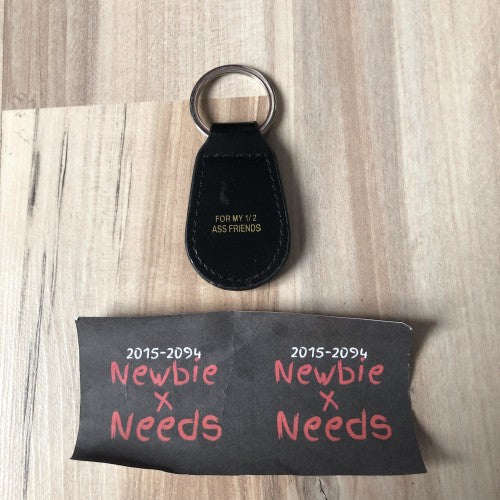 FOR MY 1/2
ASS FRIENDS
2015-2094
Newbie
x
Needs
2015-2094
Newbie
x
Needs